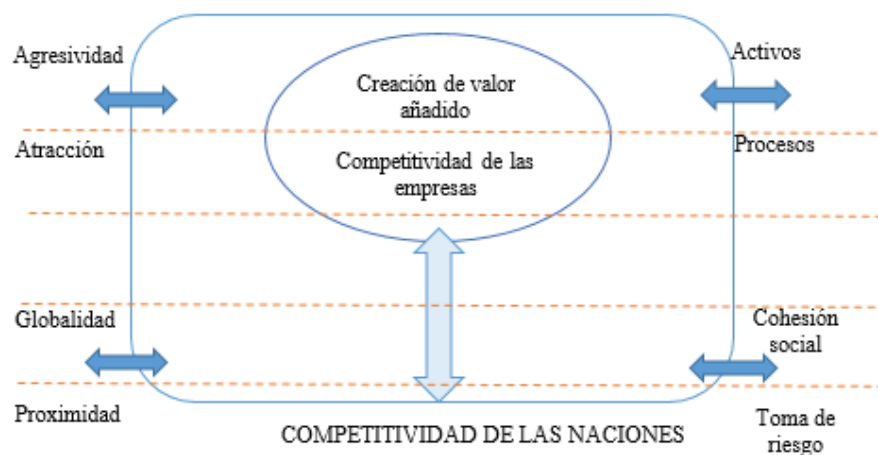 Agresividad
Activos
Creación de valor
añadido
Atracción
Procesos
Competitividad de las
empresas
Globalidad
Cohesión
social
Proximidad
Toma de
riesgo
COMPETITIVIDAD DE LAS NACIONES